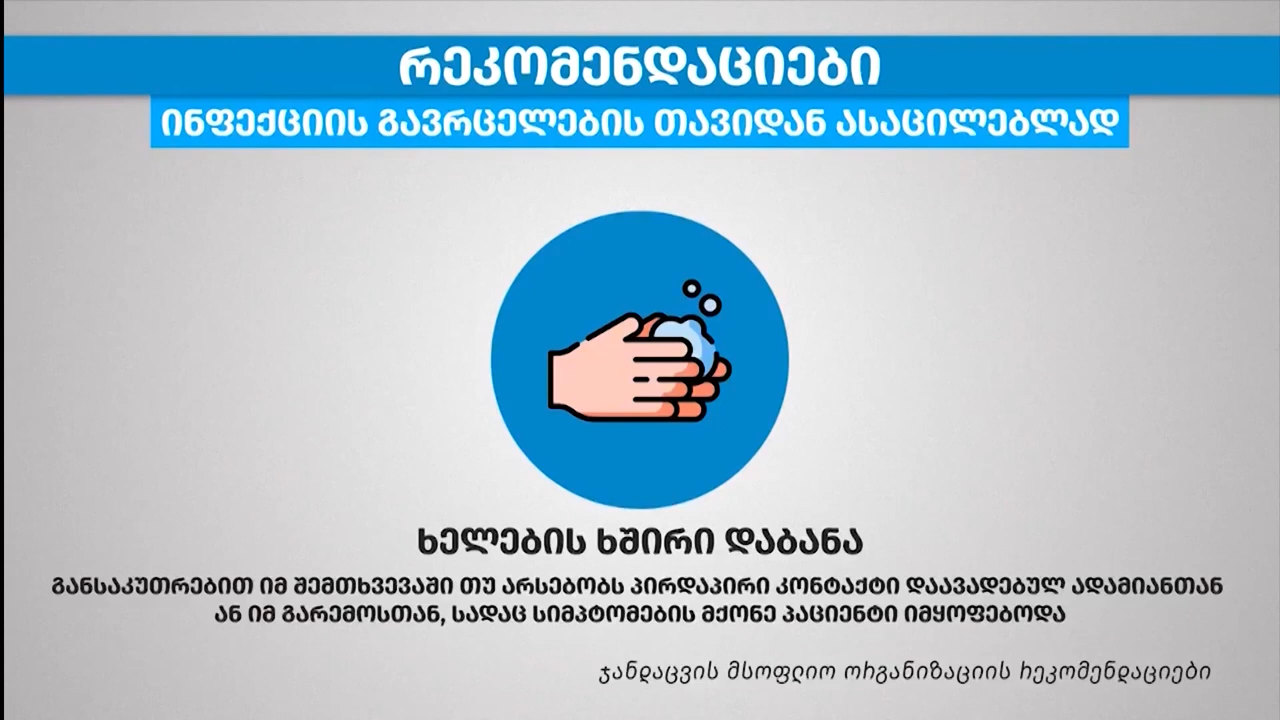 რეკომენდაციები
ინფექციის გავრცელების თავიდან ასაცილებლად
ხელების ხშირი დაბანა
განსაკუთრებით იმ შემთხვევაში თუ არსებობს პირდაპირი კონტაქტი დაავადებულ ადამიანთან
ან იმ გარემოსთან, სადაც სიმპტომების მქონე პაციენტი იმყოფებოდა
ჯანდაცვის მსოფლიო ორგანიზაციის რეკომენდაციები